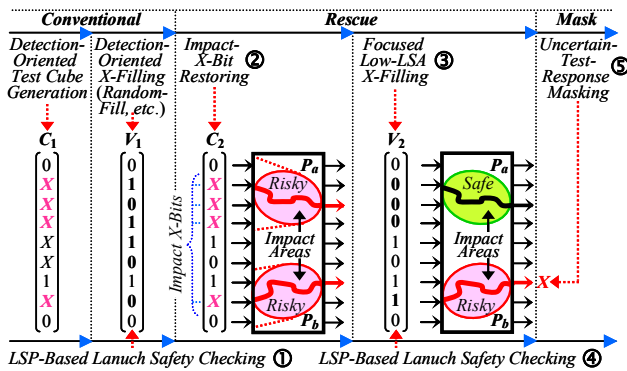 Conventional
Rescue
Mask
Detection-
Oriented
Test Cube
Generation
Detection-
Oriented
X-Filling
(Random-
Fill, etc.)
Impact-
X-Bit
Restoring
②
Focused
Low-LSA
X-Filling
③
Uncertain-
Test-
Response
Masking
⑤
C1
0
X
X
X
X
X
1
X
0
V1
0
1
0
1
1
0
1
0
0
Impact X-Bits
C2
0
X
X
X
1
0
1
X
0
Pa
Risky
Impact
Areas
Risky
Pb
V2
0
0
0
0
1
0
1
1
0
Pa
Safe
Impact
Areas
Risky
Pb
X
LSP-Based Lanuch Safety Checking ①
LSP-Based Lanuch Safety Checking ④